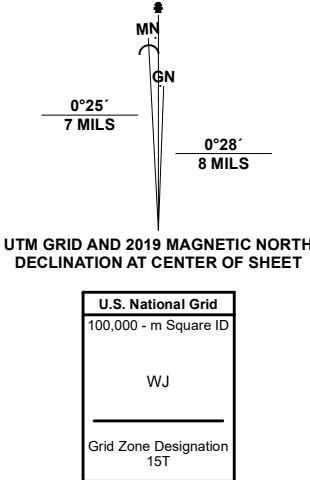 MN
GN
0°25´
7 MILS
0°28´
8 MILS
UTM GRID AND 2019 MAGNETIC NORTH
DECLINATION AT CENTER OF SHEET
U.S. National Grid
100,000 - m Square ID
WJ
Grid Zone Designation
15T